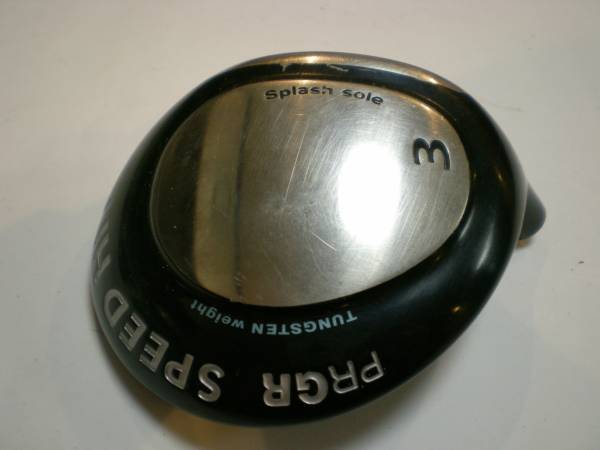 Splash sole
3
TUNGSTEN weight
PRGR SPEED